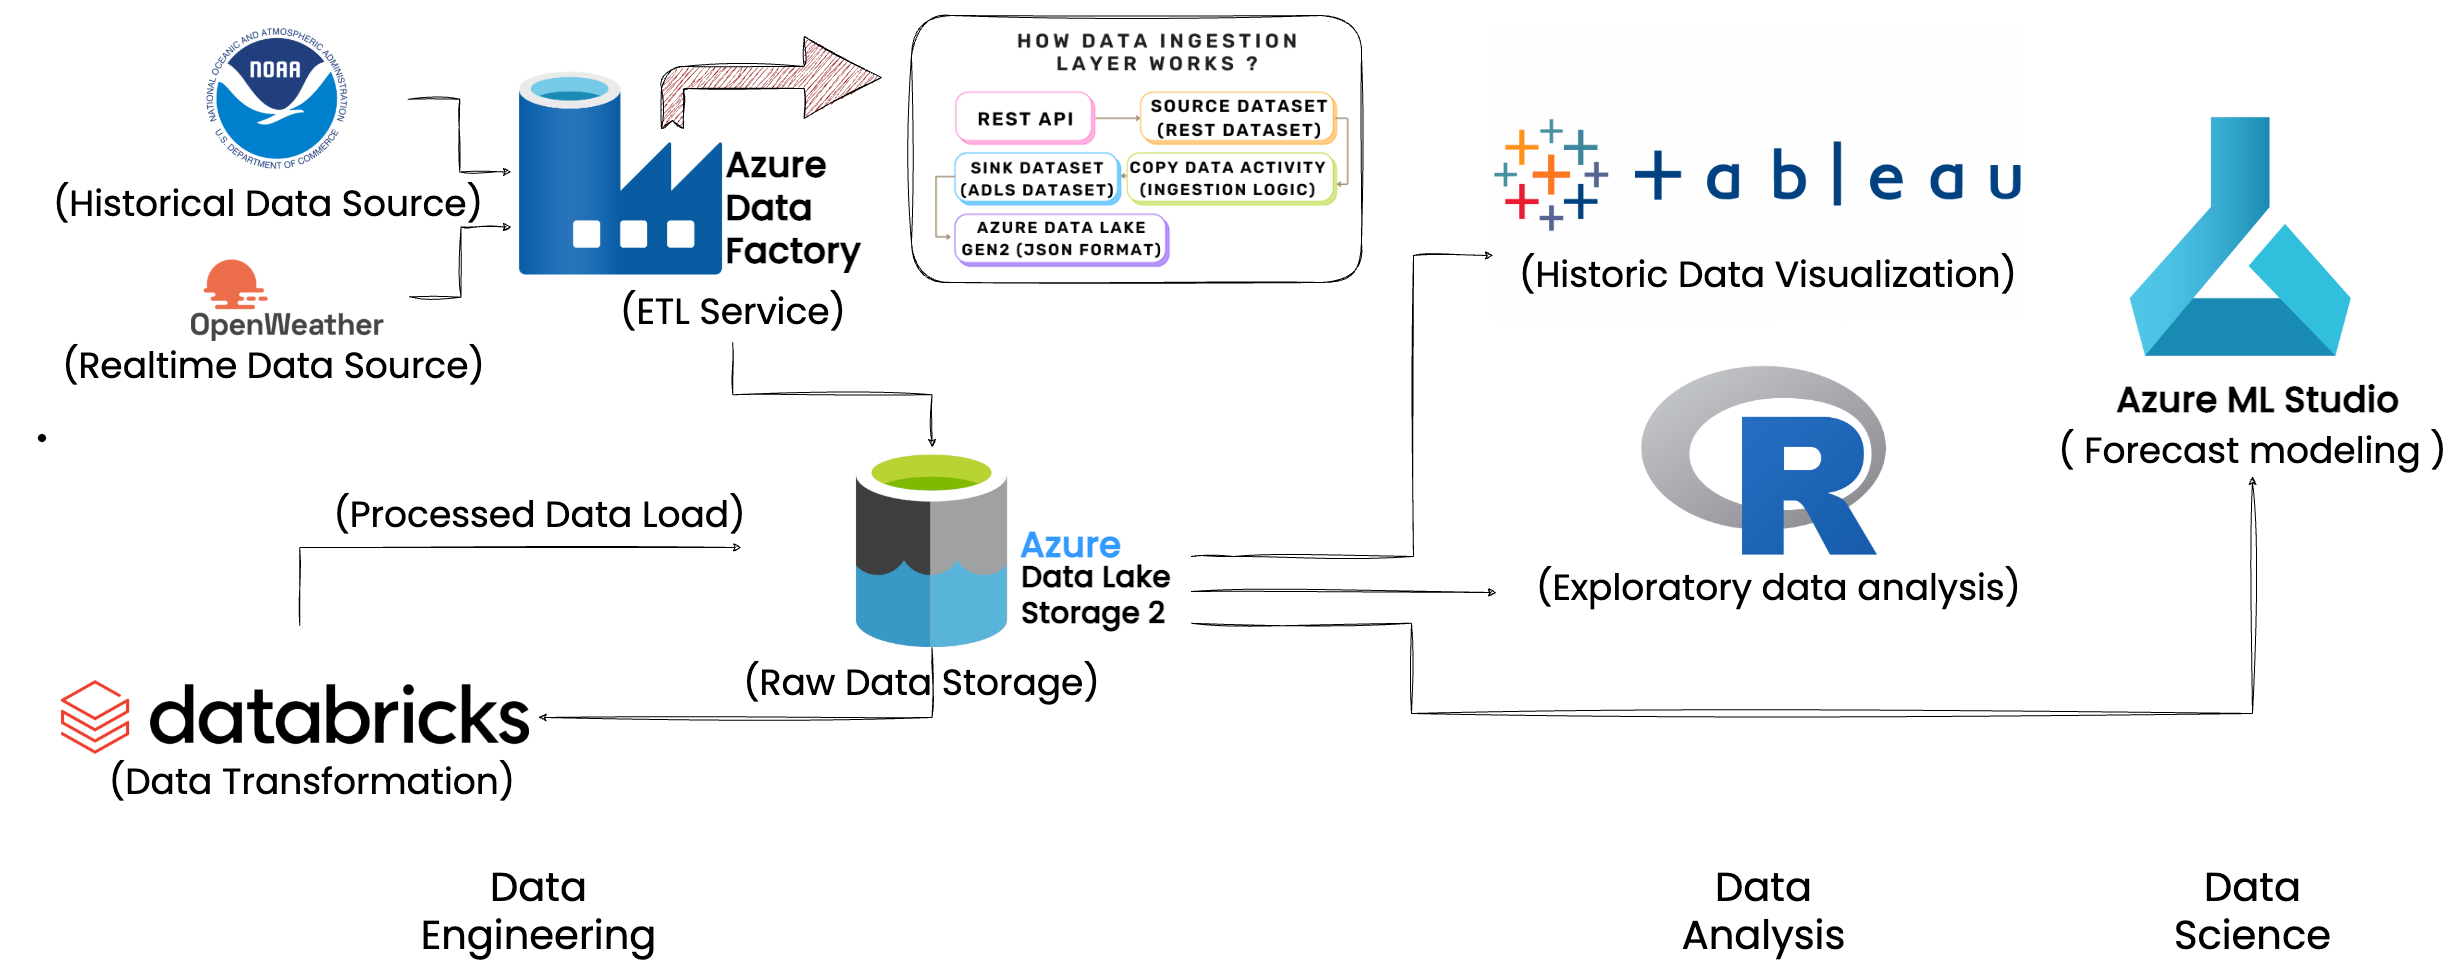 NATIONAL OCEANIC AND ATMOSPHERIC ADMINISTRATION
NOAA
U.S. DEPARTMENT OF COMMERCE
(Historical Data Source)
OpenWeather
(Realtime Data Source)
Azure
Data
Factory
(ETL Service)
HOW DATA INGESTION
LAYER WORKS ?
REST API
SOURCE DATASET
(REST DATASET)
SINK DATASET
(ADLS DATASET)
COPY DATA ACTIVITY
(INGESTION LOGIC)
AZURE DATA LAKE
GEN2 (JSON FORMAT)
+ableau
(Historic Data Visualization)
R
(Exploratory data analysis)
Azure ML Studio
( Forecast modeling )
•
(Processed Data Load)
Azure
Data Lake
Storage 2
(Raw Data Storage)
databricks
(Data Transformation)
Data
Engineering
Data
Analysis
Data
Science